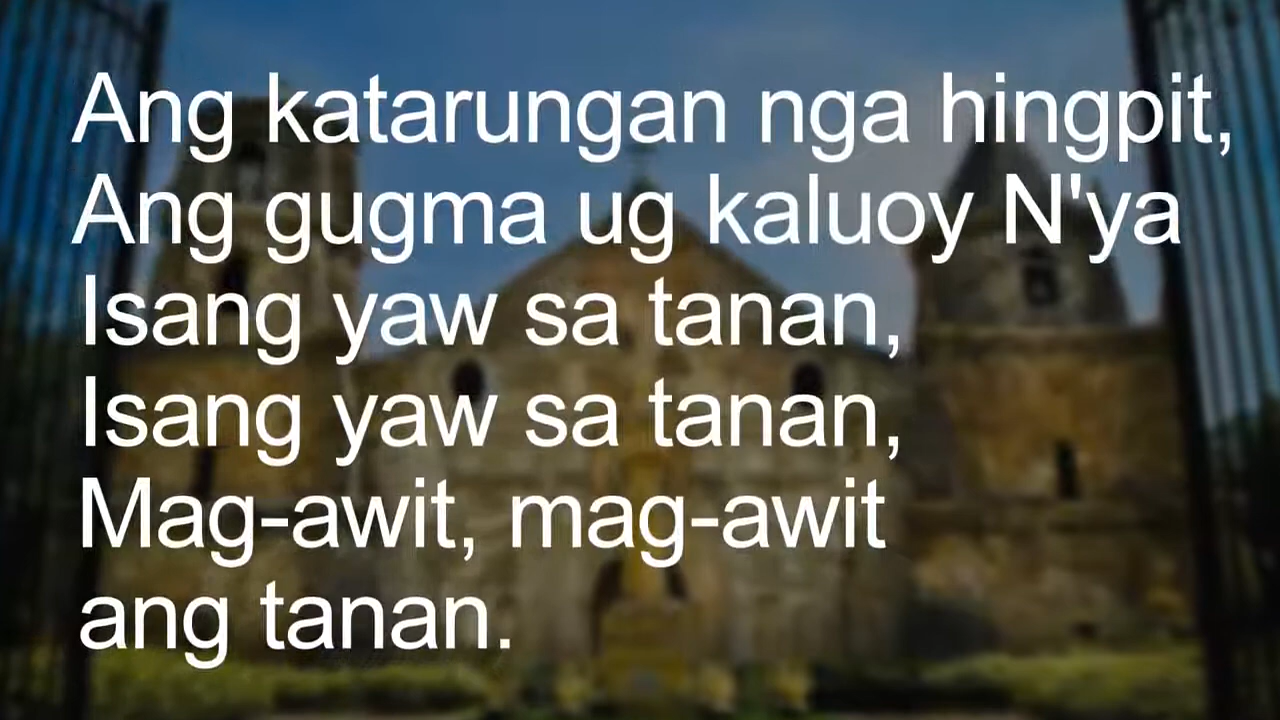 Ang katarungan nga hingpit,
Ang gugma ug kaluoy N'ya
Isang yaw sa tanan,
Isang yaw sa tanan,
Mag-awit, mag-awit
ang tanan.